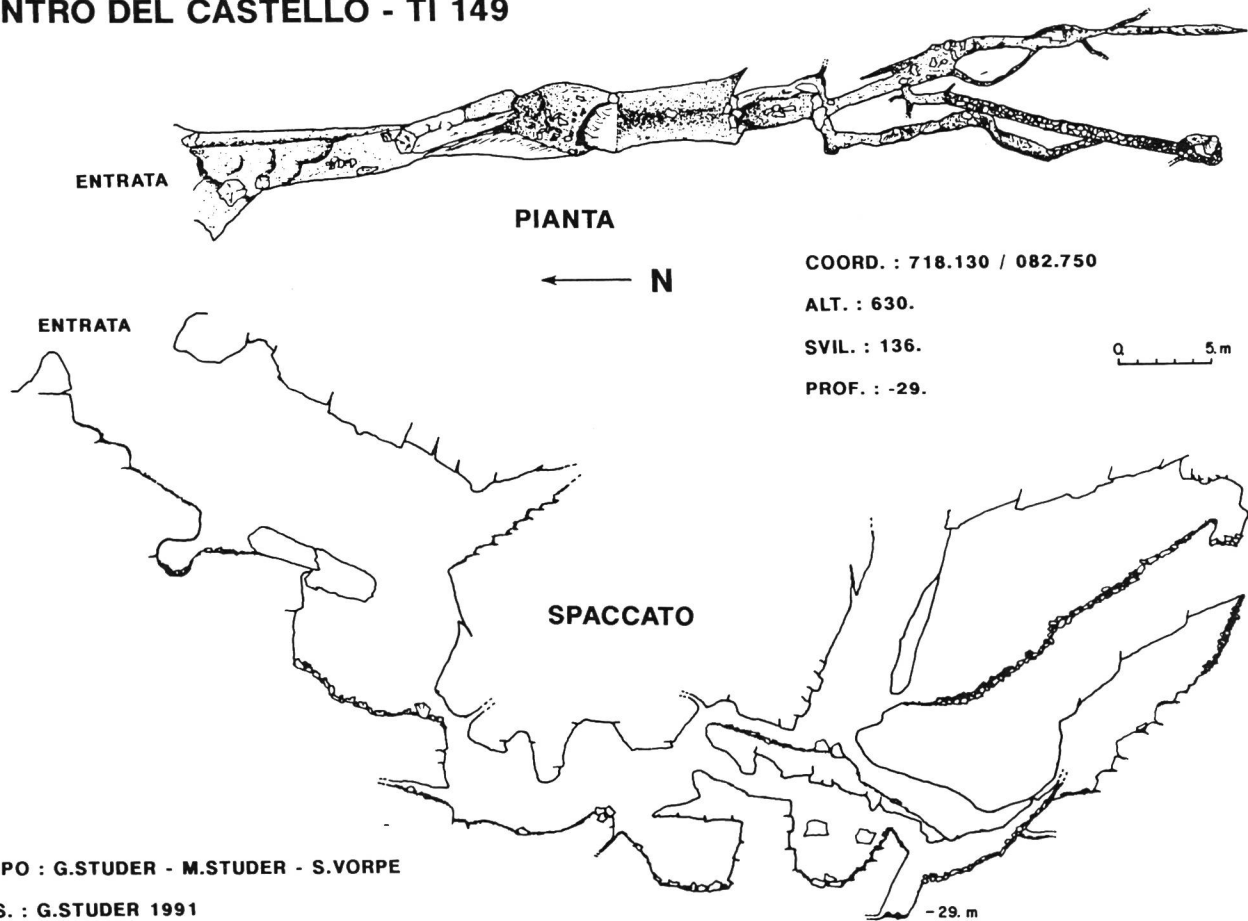 NTRO DEL CASTELLO - TI 149
ENTRATA
PIANTA
N
COORD. : 718.130 / 082.750
ALT. : 630.
SVIL. : 136.
PROF. : -29.
0. 5. m
ENTRATA
SPACCATO
PO : G.STUDER - M.STUDER - S.VORPE
S. : G.STUDER 1991
-29. m